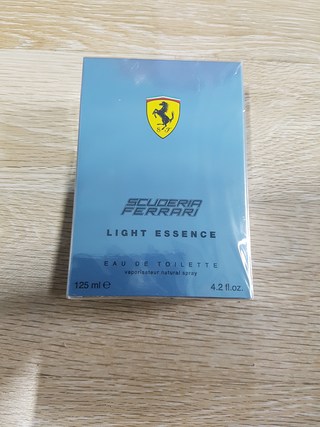 S F
SCUDERIA
FERRARI
LIGHT ESSENCE
EAU DE TOILETTE
vaporisateur natural spray
125 ml ℮ 4.2 fl.oz.